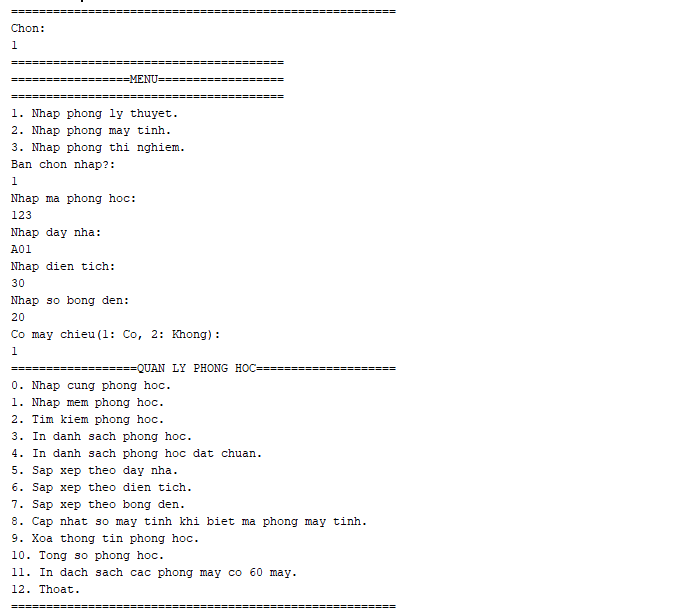 =======================================================
Chon:
1
=======================================
=================MENU==================
=======================================
1. Nhap phong ly thuyet.
2. Nhap phong may tinh.
3. Nhap phong thi nghiem.
Ban chon nhap?:
1
Nhap ma phong hoc:
123
Nhap day nha:
A01
Nhap dien tich:
30
Nhap so bong den:
20
Co may chieu(1: Co, 2: Khong):
1
==================QUAN LY PHONG HOC====================
0. Nhap cung phong hoc.
1. Nhap mem phong hoc.
2. Tim kiem phong hoc.
3. In danh sach phong hoc.
4. In danh sach phong hoc dat chuan.
5. Sap xep theo day nha.
6. Sap xep theo dien tich.
7. Sap xep theo bong den.
8. Cap nhat so may tinh khi biet ma phong may tinh.
9. Xoa thong tin phong hoc.
10. Tong so phong hoc.
11. In dach sach cac phong may co 60 may.
12. Thoat.
=======================================================